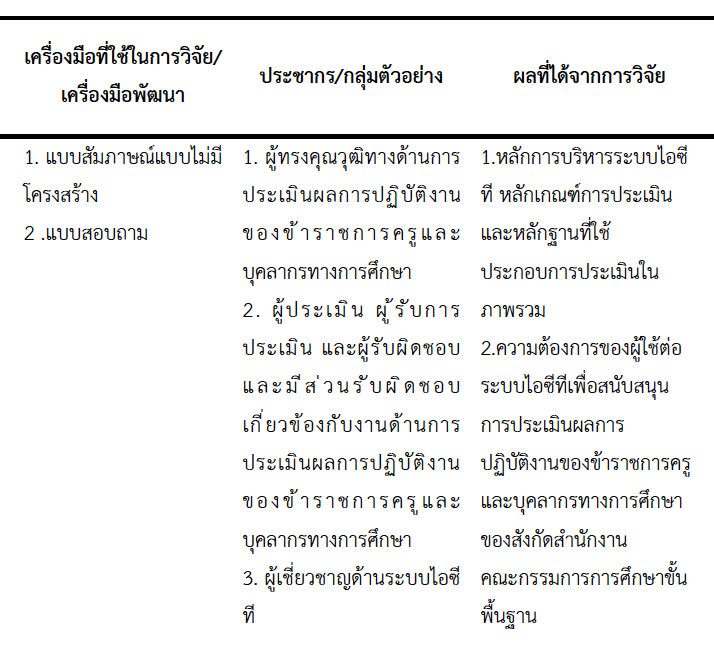 เครื่องมือที่ใช้ในการวิจัย/
เครื่องมือพัฒนา
ประชากร/กลุ่มตัวอย่าง
ผลที่ได้จากการวิจัย
1. แบบสัมภาษณ์แบบไม่มี
โครงสร้าง
2 .แบบสอบถาม
1. ผู้ทรงคุณวุฒิทางด้านการ
ประเมินผลการปฏิบัติงาน
ของข้าราชการครูและ
บุคลากรทางการศึกษา
2. ผู้ประเมิน ผู้รับการ
ประเมิน และผู้รับผิดชอบ
และมีส่วนรับผิดชอบ
เกี่ยวข้องกับงานด้านการ
ประเมินผลการปฏิบัติงาน
ของข้าราชการครูและ
บุคลากรทางการศึกษา
3. ผู้เชี่ยวชาญด้านระบบไอซี
ที
1.หลักการบริหารระบบไอซี
ที หลักเกณฑ์การประเมิน
และหลักฐานที่ใช้
ประกอบการประเมินใน
ภาพรวม
2.ความต้องการของผู้ใช้ต่อ
ระบบไอซีทีเพื่อสนับสนุน
การประเมินผลการ
ปฏิบัติงานของข้าราชการครู
และบุคลากรทางการศึกษา
ของสังกัดสำนักงาน
คณะกรรมการการศึกษาขั้น
พื้นฐาน